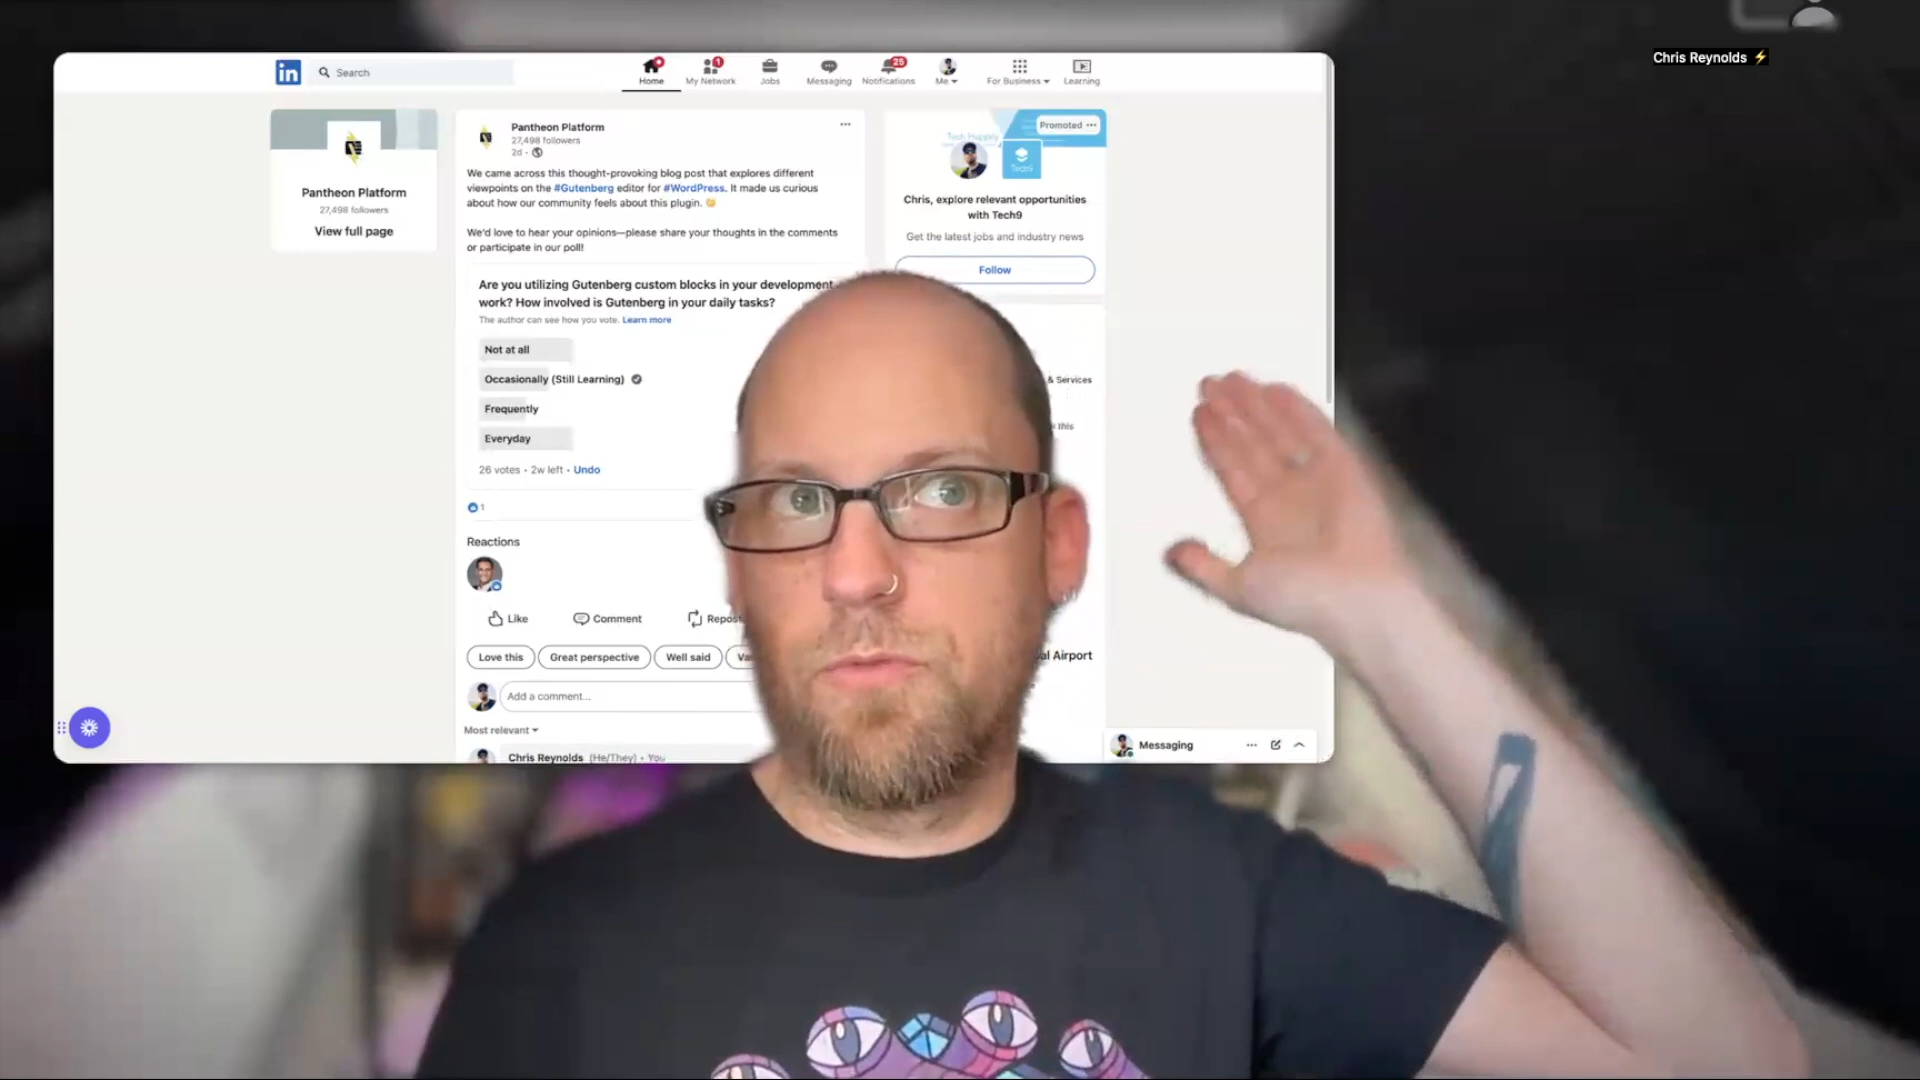 Chris Reynolds ⚡
in
Search
1
25
Home
My Network
Jobs
Messaging
Notifications
Me
For Business
Learning
Pantheon Platform
27,498 followers
View full page
Pantheon Platform
27,498 followers
2d •
We came across this thought-provoking blog post that explores different
viewpoints on the #Gutenberg editor for #WordPress. It made us curious
about how our community feels about this plugin.
We'd love to hear your opinions—please share your thoughts in the comments
or participate in our poll!
Are you utilizing Gutenberg custom blocks in your development
work? How involved is Gutenberg in your daily tasks?
The author can see how you vote. Learn more
Not at all
Occasionally (Still Learning)
Frequently
Everyday
26 votes • 2w left • Undo
1
Reactions
Like
Comment
Repost
Love this
Great perspective
Well said
Add a comment...
Most relevant
Chris Reynolds (He/They) • You
Promoted
Tech9
Chris, explore relevant opportunities
with Tech9
Get the latest jobs and industry news
Follow
& Services
this
Airport
Messaging